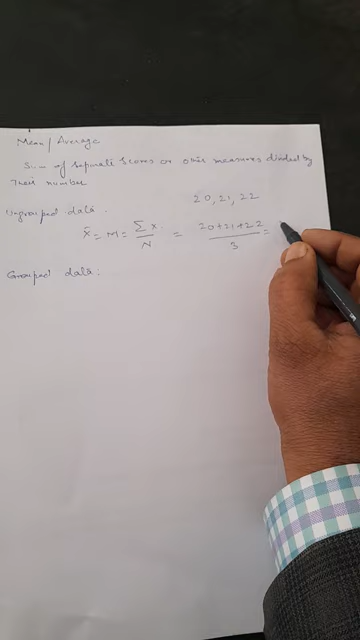 Mean / Average
Sum of separate scores or other measures divided by
their number
20, 21, 22
Ungrouped data.
X̄ = M = ΣX / N = 20+21+22 / 3 =
Grouped data: